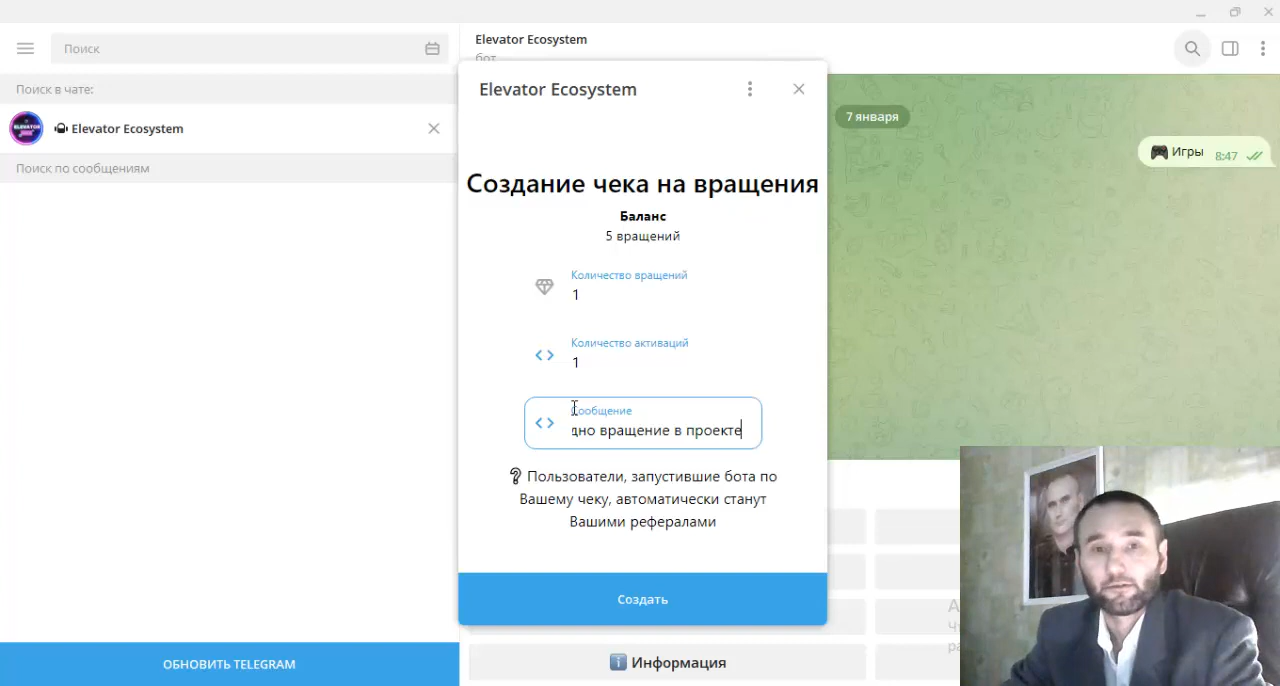 Поиск
Поиск в чате:
Elevator Ecosystem
Поиск по сообщениям
ОБНОВИТЬ TELEGRAM
Elevator Ecosystem
бот
7 января
Игры 8:47
Elevator Ecosystem
Создание чека на вращения
Баланс
5 вращений
Количество вращений
1
Количество активаций
1
Сообщение
дно вращение в проекте
Пользователи, запустившие бота по
Вашему чеку, автоматически станут
Вашими рефералами
Создать
Информация